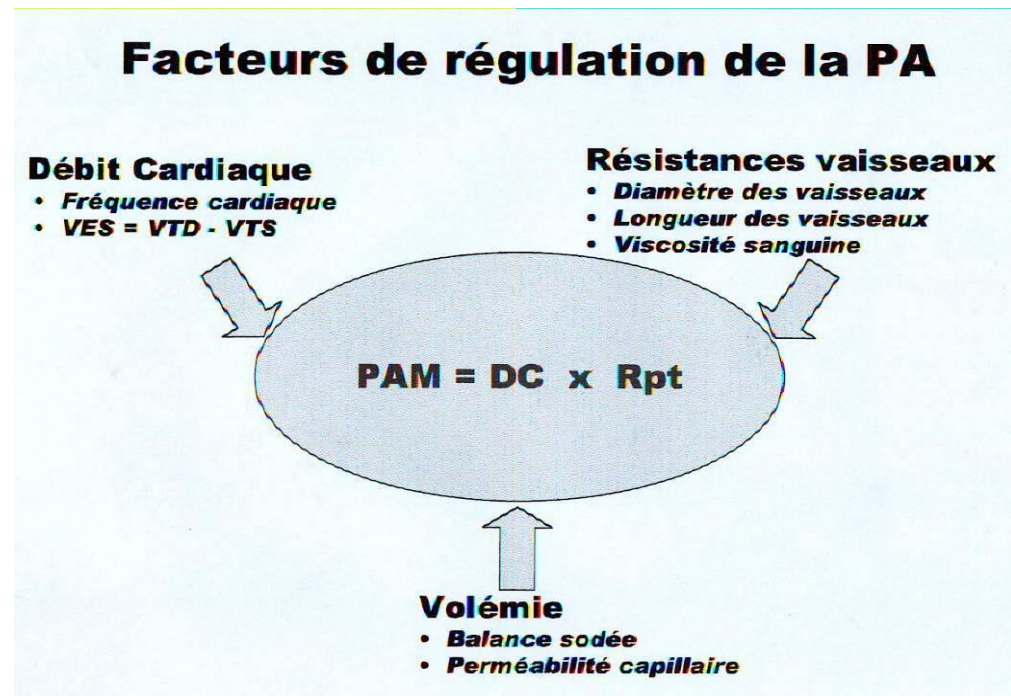 Facteurs de régulation de la PA
Débit Cardiaque
• Fréquence cardiaque
• VES = VTD - VTS
Résistances vaisseaux
• Diamètre des vaisseaux
• Longueur des vaisseaux
• Viscosité sanguine
PAM = DC x Rpt
Volémie
• Balance sodée
• Perméabilité capillaire